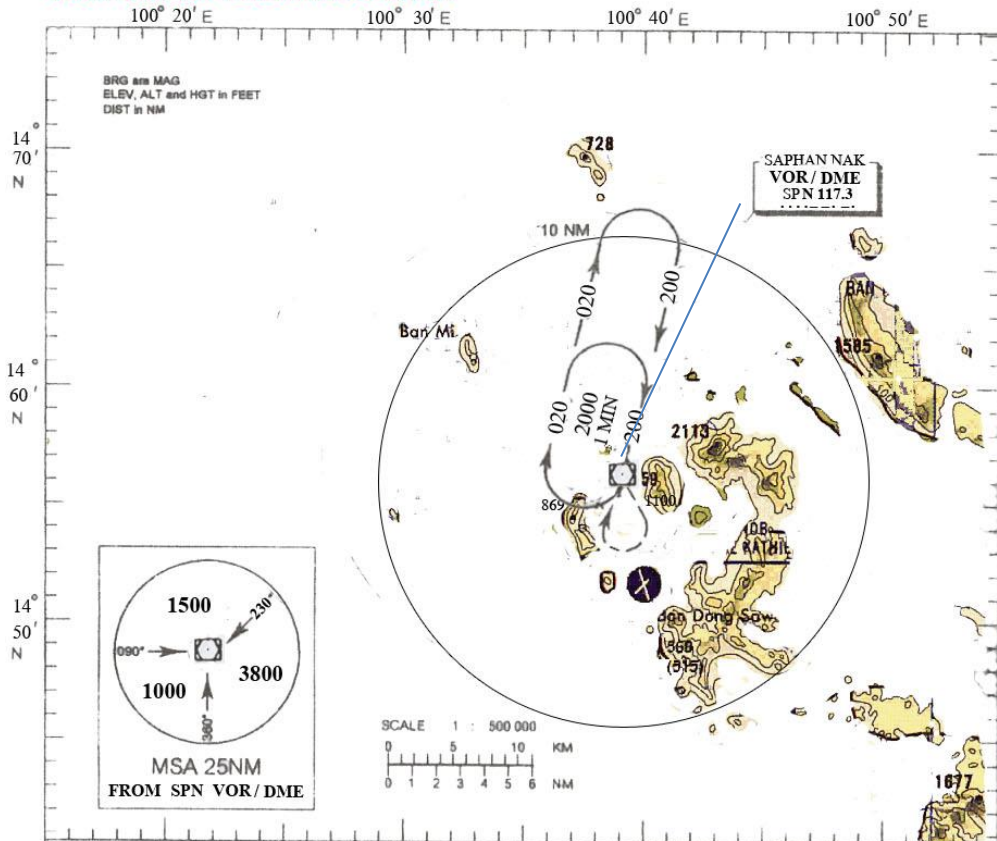 100° 20' E
100° 30' E
100° 40' E
100° 50' E
BRG are MAG
ELEV, ALT and HGT in FEET
DIST in NM
14°
70'
N
728
SAPHAN NAK
VOR / DME
SPN 117.3
10 NM
020
200
BAN
1585
100
Ban Mi
14°
60'
N
020
2000
1 MIN
200
2113
59
869
1100
14°
50'
N
Ban Dong Saw
568
(515)
1677
1500
230°
090°
3800
1000
360°
MSA 25NM
FROM SPN VOR / DME
SCALE 1 : 500 000
0 5 10 KM
0 1 2 3 4 5 6 NM